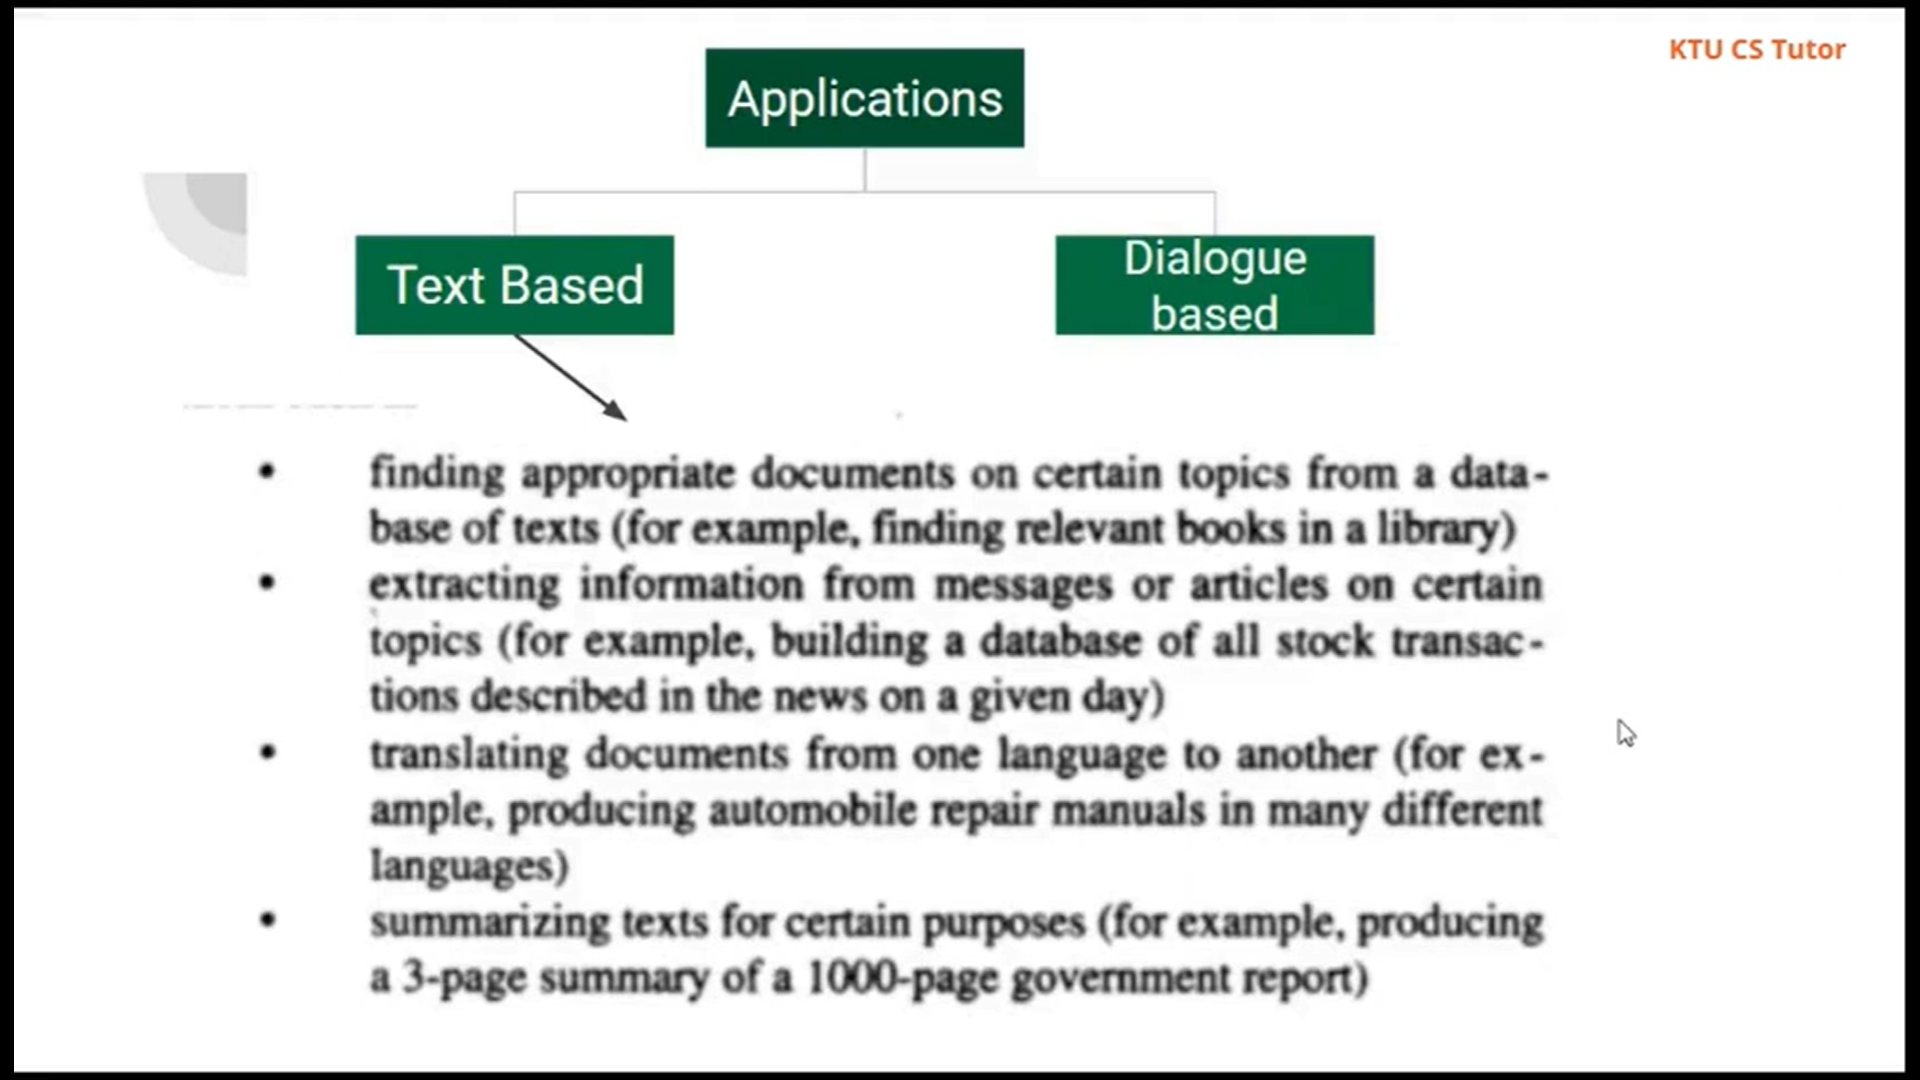 KTU CS Tutor
Applications
Text Based
Dialogue
based
• finding appropriate documents on certain topics from a data-
base of texts (for example, finding relevant books in a library)
• extracting information from messages or articles on certain
topics (for example, building a database of all stock transac-
tions described in the news on a given day)
• translating documents from one language to another (for ex-
ample, producing automobile repair manuals in many different
languages)
• summarizing texts for certain purposes (for example, producing
a 3-page summary of a 1000-page government report)